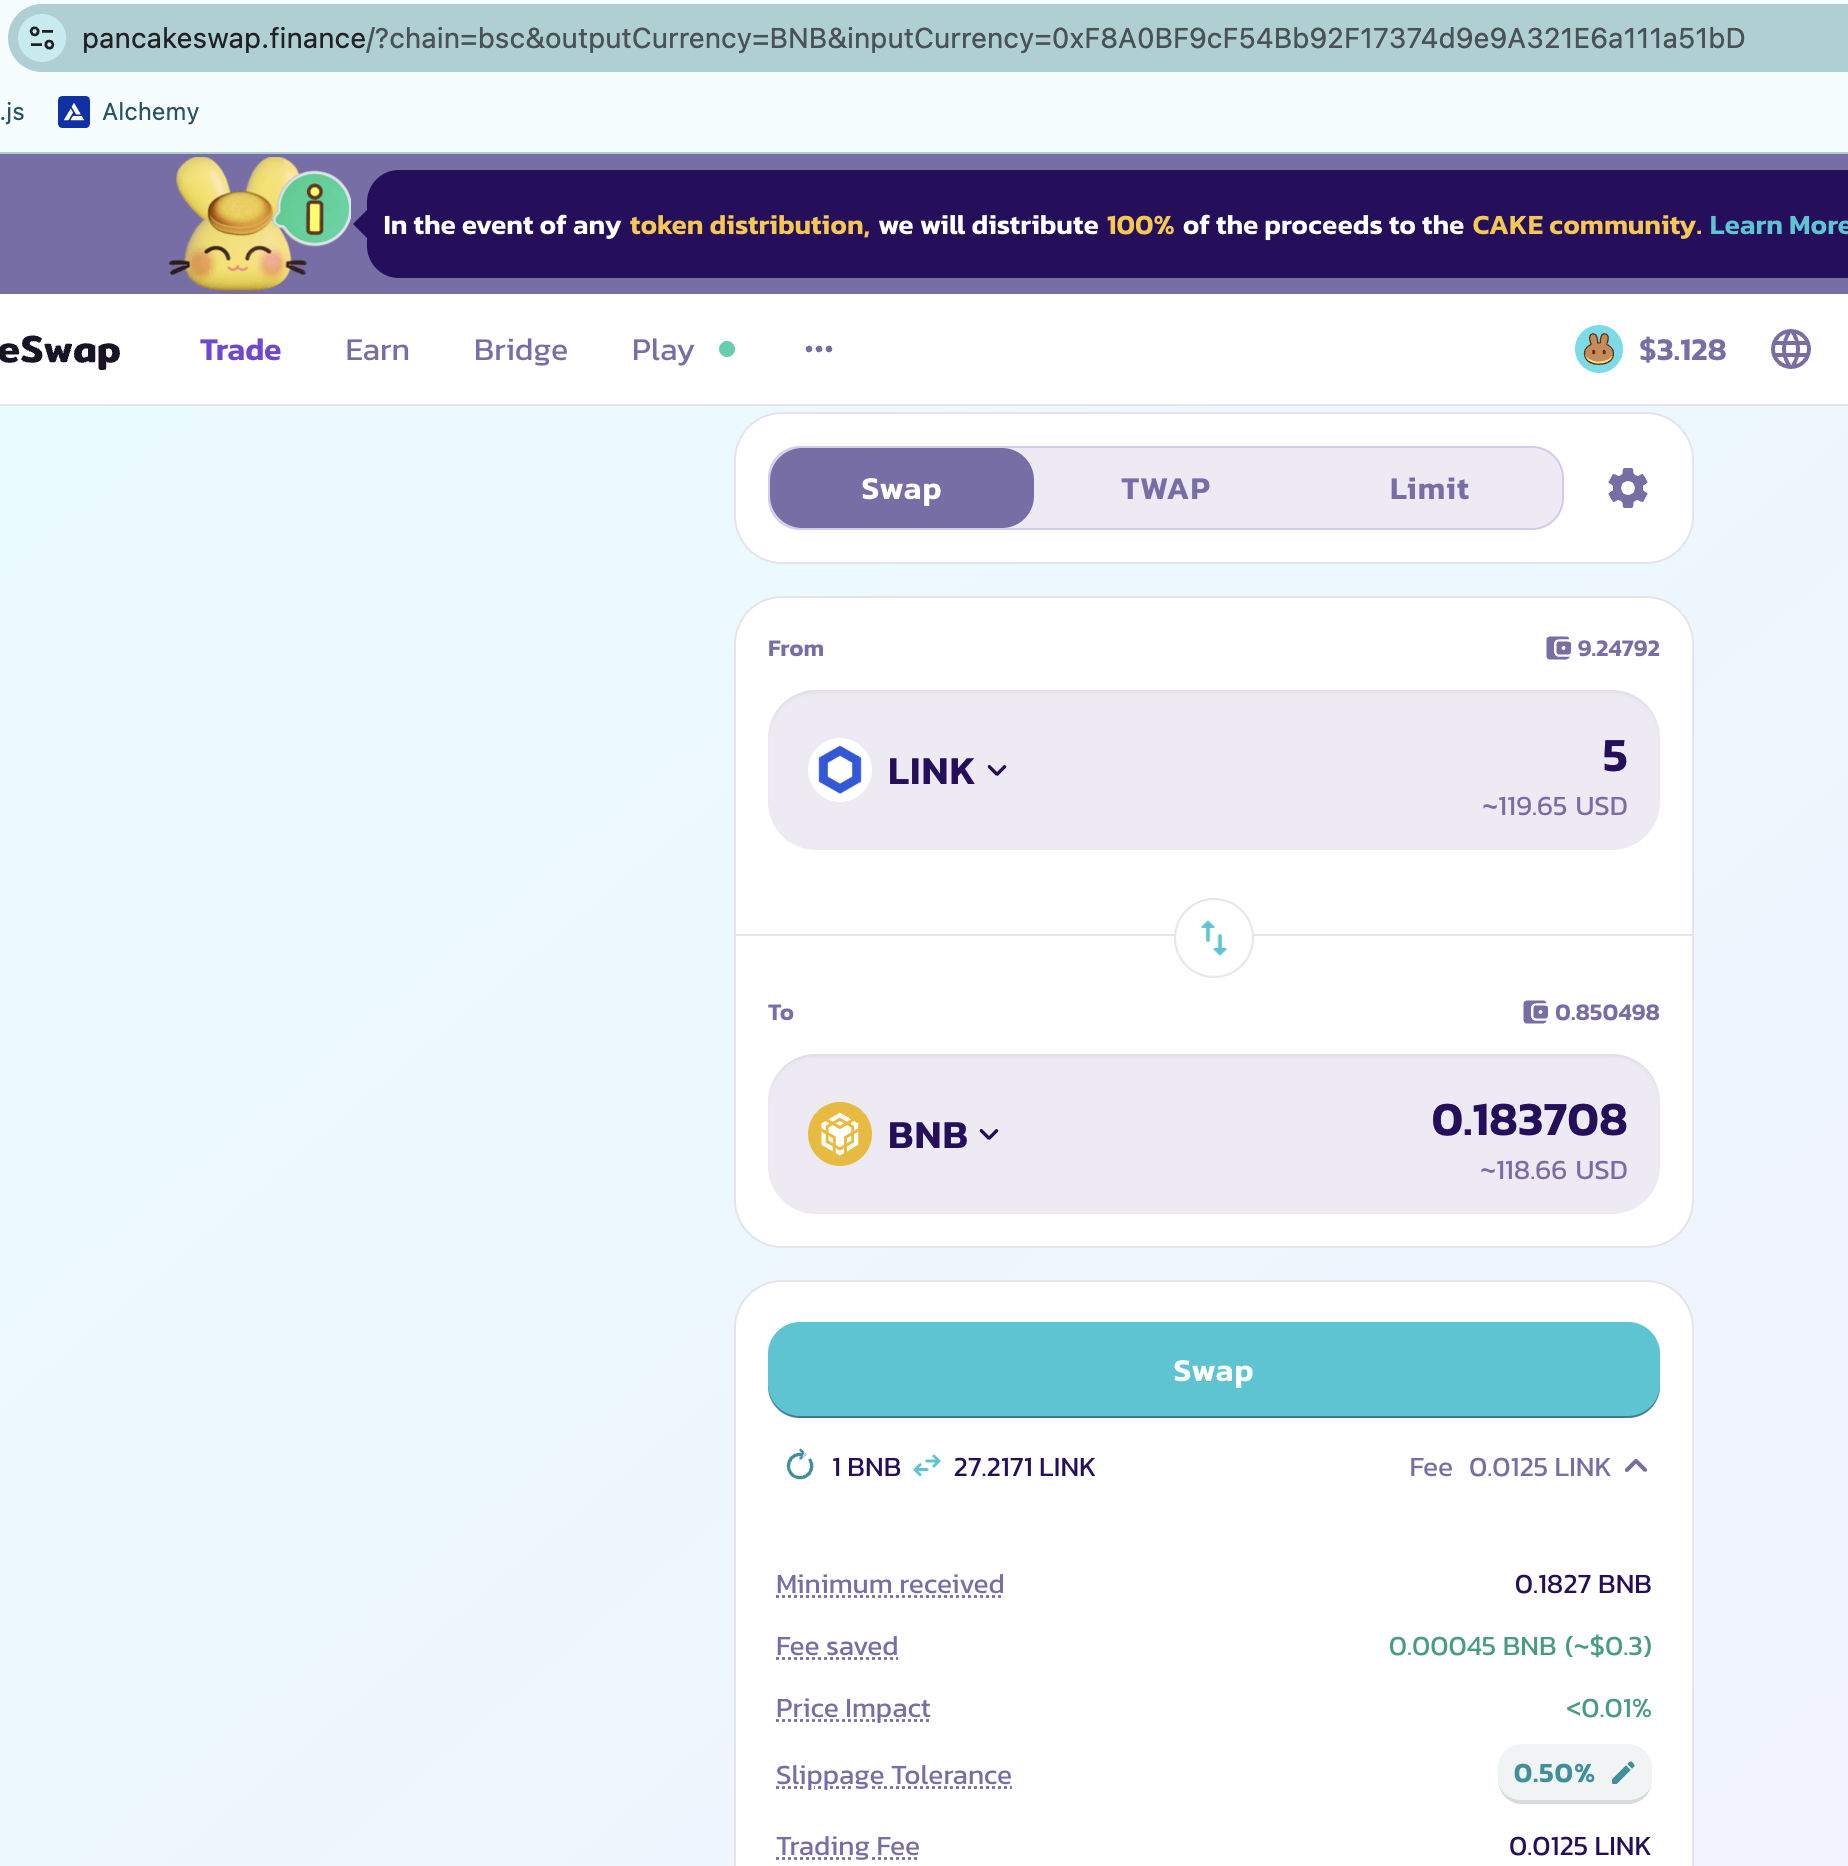 pancakeswap.finance/?chain=bsc&outputCurrency=BNB&inputCurrency=0xF8A0BF9cF54Bb92F17374d9e9A321E6a111a51bD
.js Alchemy
In the event of any token distribution, we will distribute 100% of the proceeds to the CAKE community. Learn More
eSwap Trade Earn Bridge Play $3.128
Swap TWAP Limit
From 9.24792
LINK 5
~119.65 USD
To 0.850498
BNB 0.183708
~118.66 USD
Swap
1 BNB 27.2171 LINK Fee 0.0125 LINK
Minimum received 0.1827 BNB
Fee saved 0.00045 BNB (~$0.3)
Price Impact <0.01%
Slippage Tolerance 0.50%
Trading Fee 0.0125 LINK